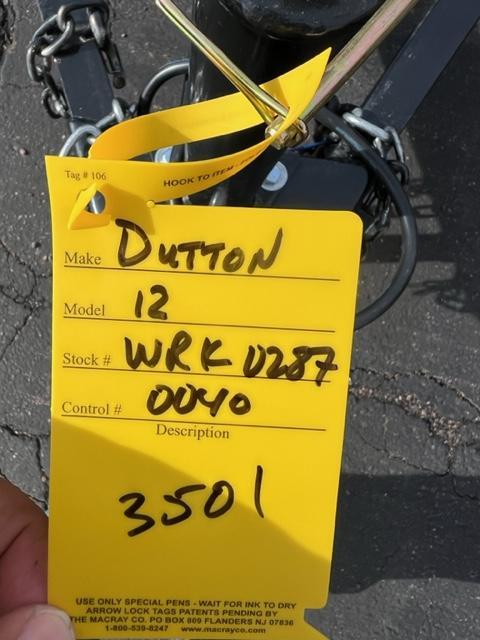 Tag # 106
HOOK TO ITEM -
Make DUTTON
Model 12
Stock # WRK 0287
Control # 0040
Description
3501
USE ONLY SPECIAL PENS - WAIT FOR INK TO DRY
ARROW LOCK TAGS PATENTS PENDING BY
THE MACRAY CO. PO BOX 809 FLANDERS NJ 07836
1-800-539-8247 www.macrayco.com